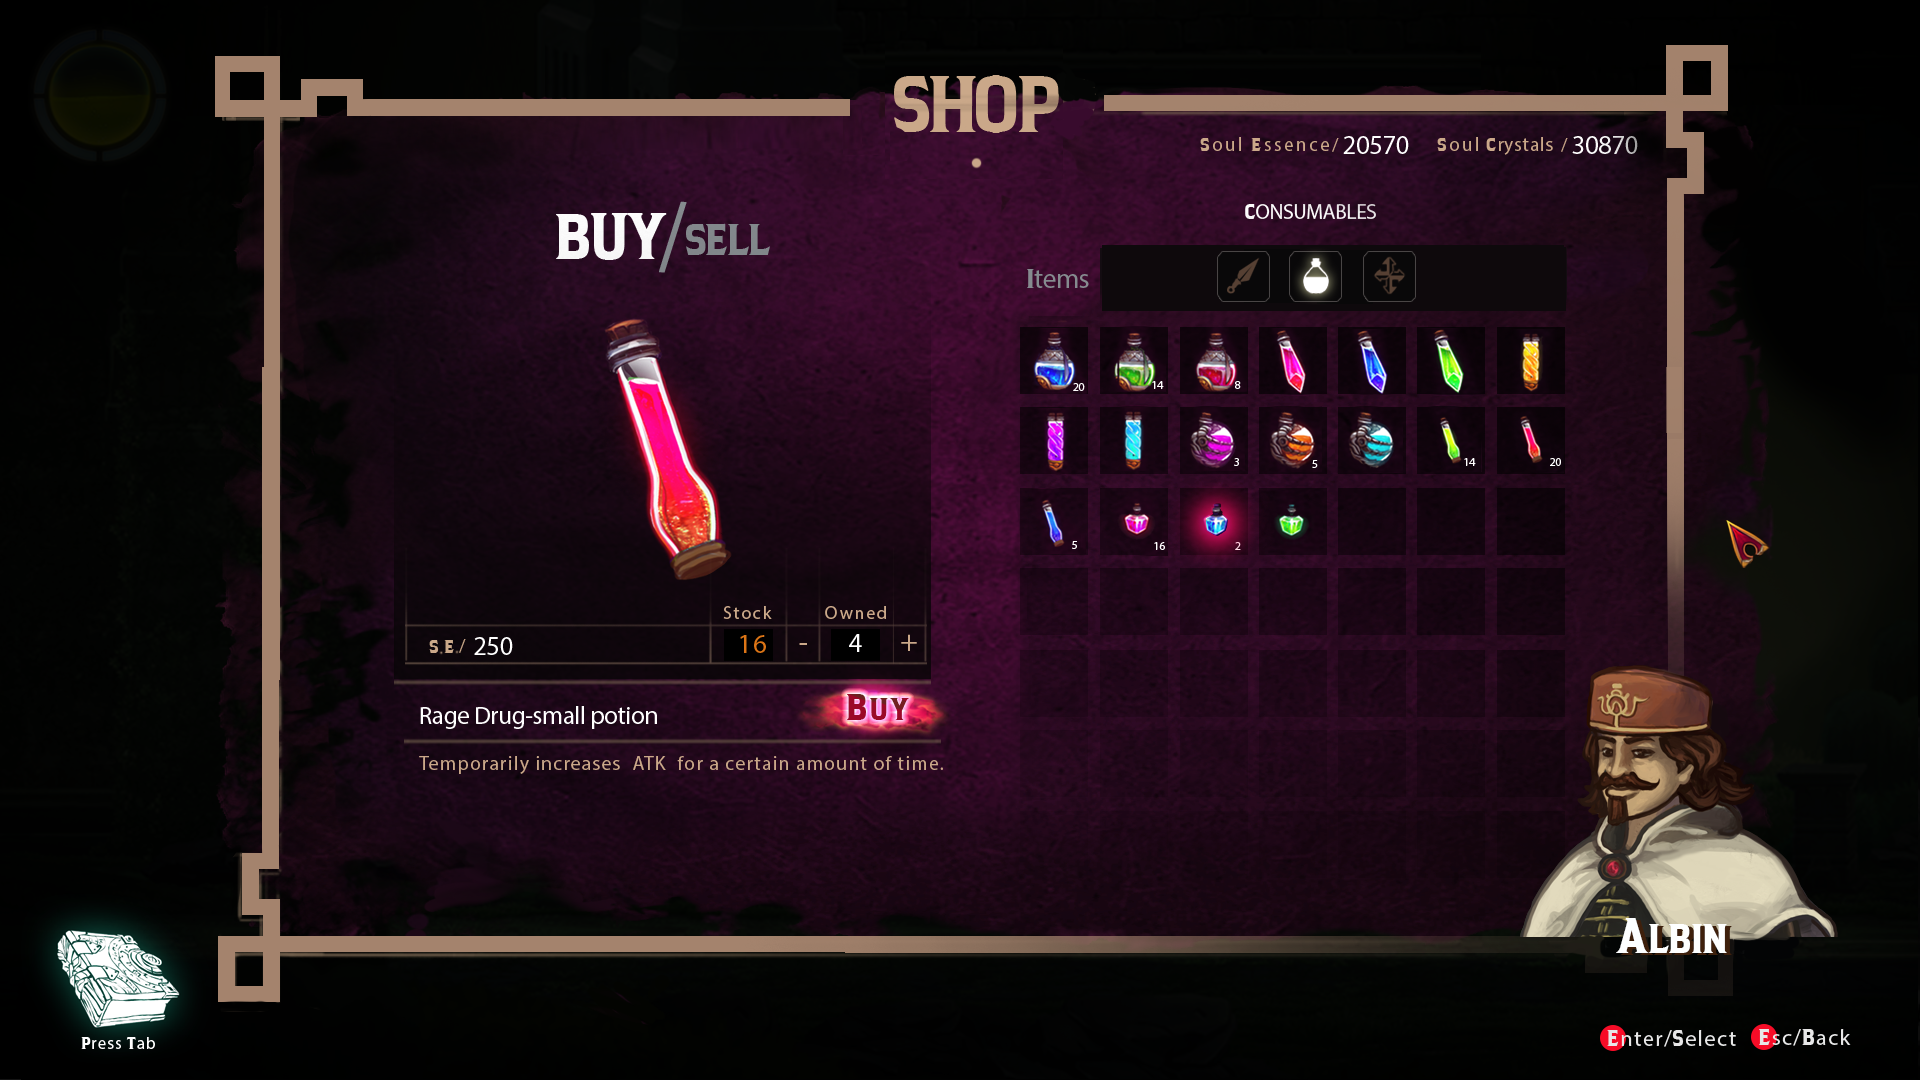 SHOP
Soul Essence/ 20570 Soul Crystals / 30870
BUY/SELL
CONSUMABLES
Items
20 14 8
3 5 14 20
5 16 2
Stock Owned
S.E./ 250 16 - 4 +
Rage Drug-small potion BUY
Temporarily increases ATK for a certain amount of time.
ALBIN
Press Tab
Enter/Select Esc/Back